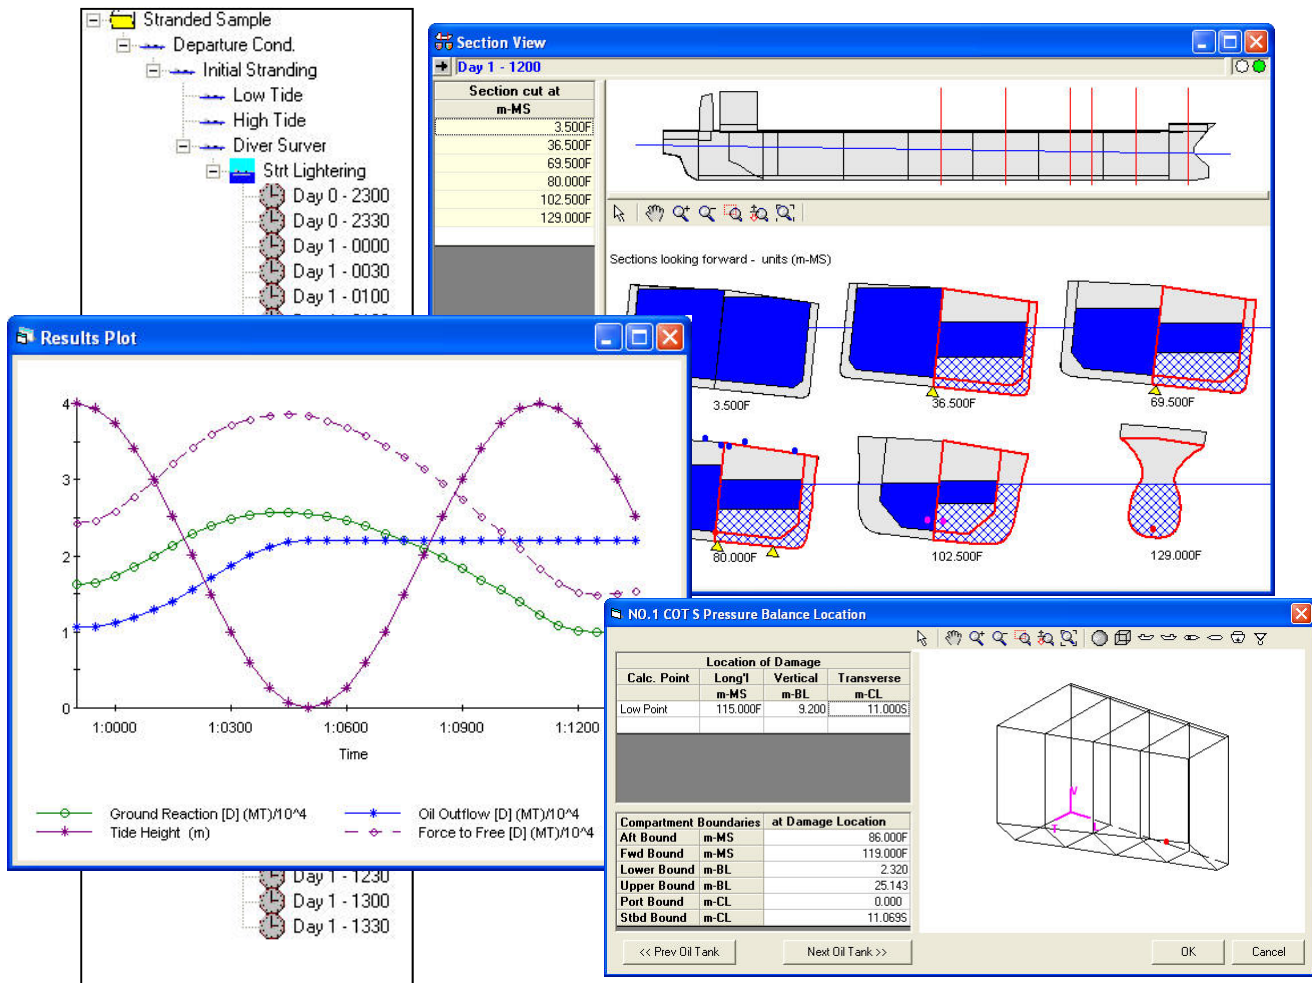 Stranded Sample
Departure Cond.
Initial Stranding
Low Tide
High Tide
Diver Surver
Strt Lightering
Day 0 - 2300
Day 0 - 2330
Day 1 - 0000
Day 1 - 0030
Day 1 - 0100
Day 1 - 1230
Day 1 - 1300
Day 1 - 1330
Section View
Day 1 - 1200
Section cut at
m-MS
3.500F
36.500F
69.500F
80.000F
102.500F
129.000F
Sections looking forward - units (m-MS)
3.500F
36.500F
69.500F
80.000F
102.500F
129.000F
Results Plot
4
3
2
1
0
1:0000
1:0300
1:0600
1:0900
1:1200
Time
Ground Reaction [D] (MT)/10^4
Oil Outflow [D] (MT)/10^4
Tide Height (m)
Force to Free [D] (MT)/10^4
NO.1 COT S Pressure Balance Location
Location of Damage
Calc. Point Long'l Vertical Transverse
m-MS m-BL m-CL
Low Point 115.000F 9.200 11.000S
Compartment Boundaries at Damage Location
Aft Bound m-MS 86.000F
Fwd Bound m-MS 119.000F
Lower Bound m-BL 2.320
Upper Bound m-BL 25.143
Port Bound m-CL 0.000
Stbd Bound m-CL 11.069S
<< Prev Oil Tank
Next Oil Tank >>
OK
Cancel
V
T
L